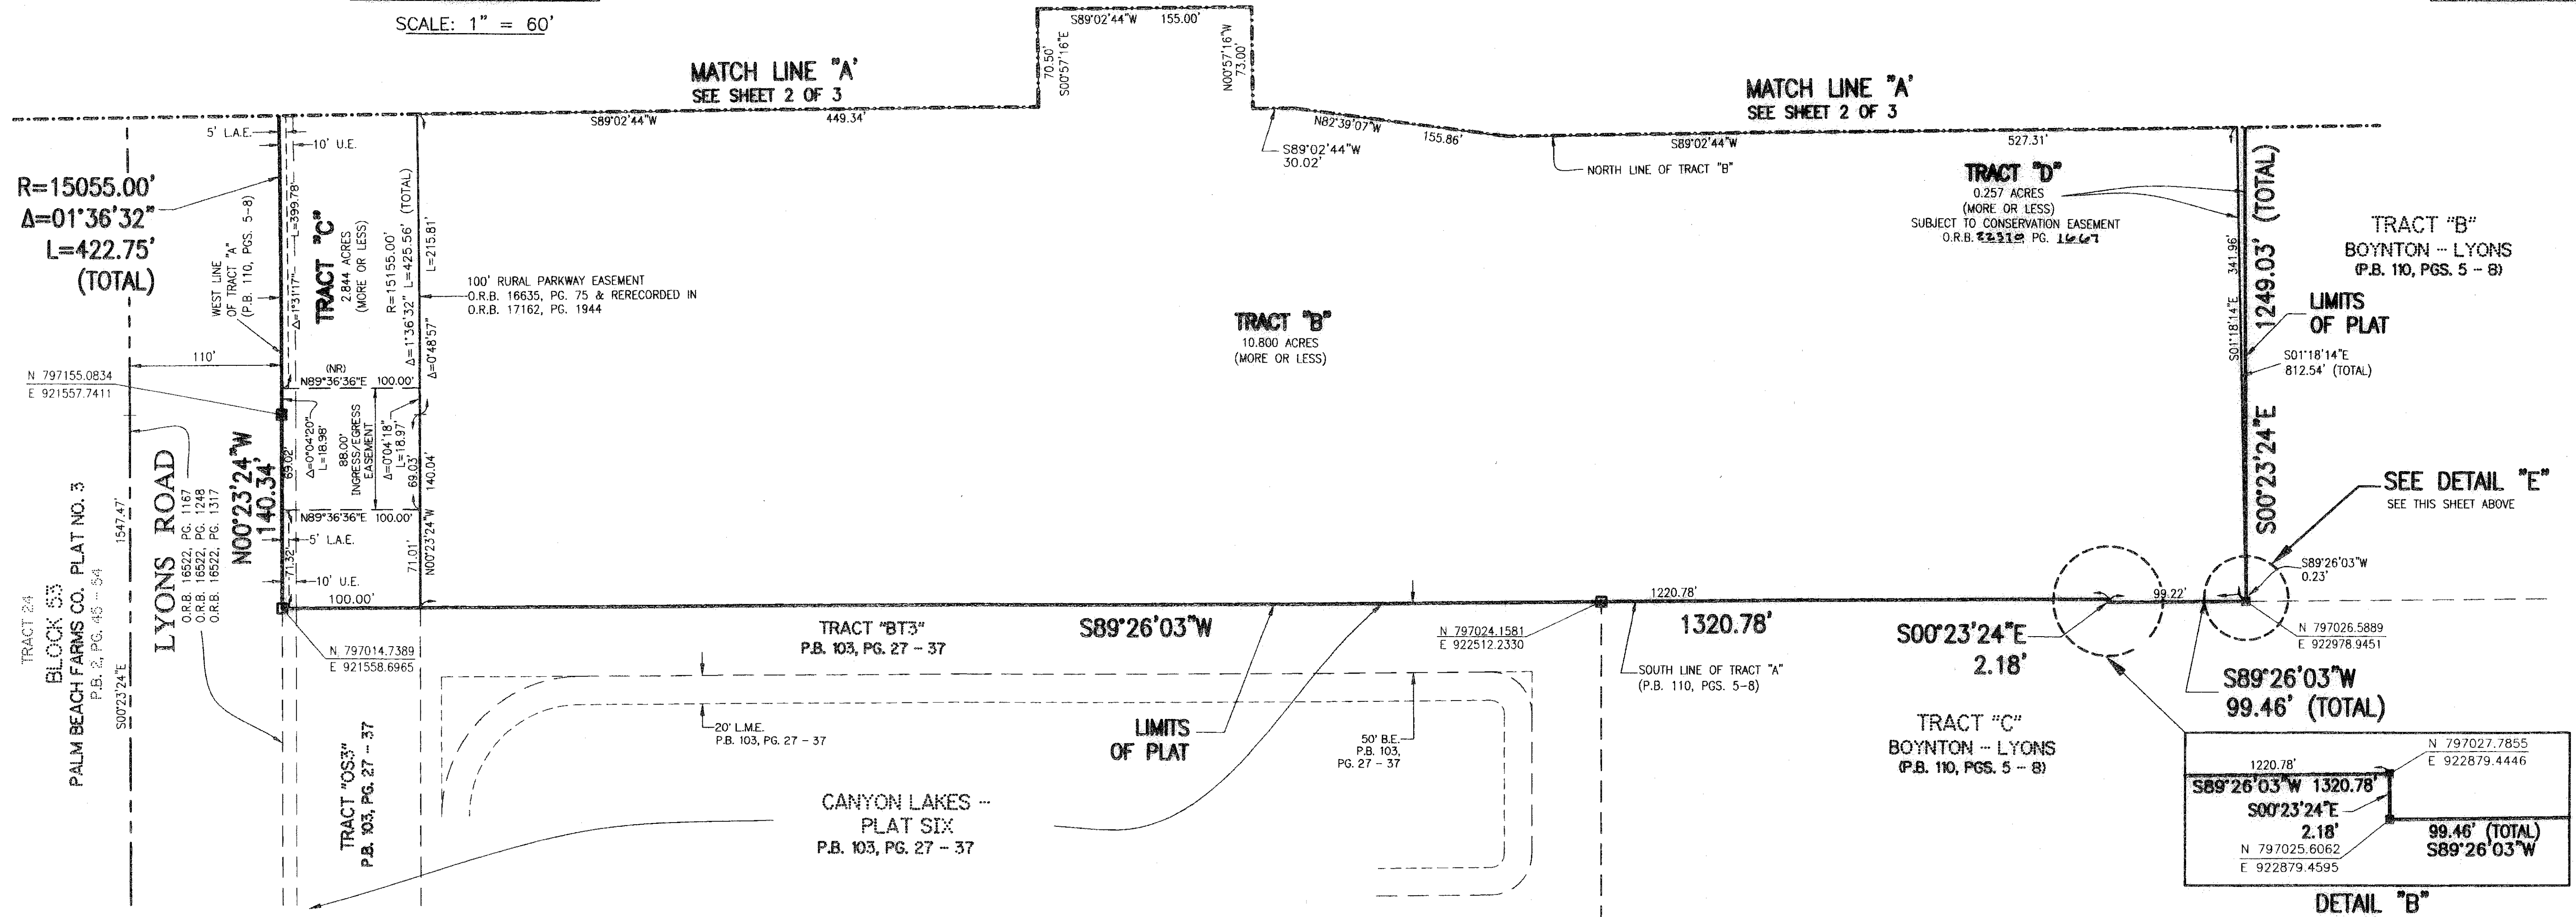 SCALE: 1" = 60'
MATCH LINE "A'
SEE SHEET 2 OF 3
S89°02'44"W 155.00'
70.50'
S00°57'16"E
N00°57'16"W
73.00'
MATCH LINE "A'
SEE SHEET 2 OF 3
S89°02'44"W 449.34'
S89°02'44"W
30.02'
N82°39'07"W 155.86'
S89°02'44"W 527.31'
NORTH LINE OF TRACT "B"
5' L.A.E.
10' U.E.
R=15055.00'
Δ=01°36'32"
L=422.75'
(TOTAL)
WEST LINE
OF TRACT "A"
(P.B. 110, PGS. 5-8)
L=399.78'
Δ=1°31'17"
TRACT "C"
2.844 ACRES
(MORE OR LESS)
R=15155.00'
Δ=1°36'32" L=425.56' (TOTAL)
L=215.81'
Δ=0°48'57"
100' RURAL PARKWAY EASEMENT
O.R.B. 16635, PG. 75 & RERECORDED IN
O.R.B. 17162, PG. 1944
TRACT "B"
10.800 ACRES
(MORE OR LESS)
TRACT "D"
0.257 ACRES
(MORE OR LESS)
SUBJECT TO CONSERVATION EASEMENT
O.R.B. PG. 1667
341.96'
S01°18'14"E
1249.03' (TOTAL)
S00°23'24"E
TRACT "B"
BOYNTON -- LYONS
(P.B. 110, PGS. 5 - 8)
LIMITS
OF PLAT
S01°18'14"E
812.54' (TOTAL)
110'
N 797155.0834
E 921557.7411
(NR)
N89°36'36"E 100.00'
Δ=0°04'20"
L=18.98'
88.00'
INGRESS/EGRESS
EASEMENT
Δ=0°04'18"
L=18.97'
69.02'
69.03'
140.04'
N89°36'36"E 100.00'
5' L.A.E.
71.32'
10' U.E.
71.01'
N00°23'24"W
100.00'
N00°23'24"W
140.34'
LYONS ROAD
O.R.B. 16522, PG. 1167
O.R.B. 16522, PG. 1248
O.R.B. 16522, PG. 1317
1547.47'
S00°23'24"E
TRACT 24
BLOCK 53
PALM BEACH FARMS CO. PLAT NO. 3
P.B. 2, PG. 45 - 54
N 797014.7389
E 921558.6965
TRACT "BT3"
P.B. 103, PG. 27 - 37
S89°26'03"W
N 797024.1581
E 922512.2330
1220.78'
1320.78'
SOUTH LINE OF TRACT "A"
(P.B. 110, PGS. 5-8)
S00°23'24"E
2.18'
99.22'
SEE DETAIL "E"
SEE THIS SHEET ABOVE
S89°26'03"W
0.23'
N 797026.5889
E 922978.9451
S89°26'03"W
99.46' (TOTAL)
TRACT "OS3"
P.B. 103, PG. 27 - 37
20' L.M.E.
P.B. 103, PG. 27 - 37
LIMITS
OF PLAT
50' B.E.
P.B. 103,
PG. 27 - 37
CANYON LAKES --
PLAT SIX
P.B. 103, PG. 27 - 37
TRACT "C"
BOYNTON -- LYONS
(P.B. 110, PGS. 5 - 8)
N 797027.7855
E 922879.4446
1220.78'
S89°26'03"W 1320.78'
S00°23'24"E
2.18'
99.46' (TOTAL)
S89°26'03"W
N 797025.6062
E 922879.4595
DETAIL "B"